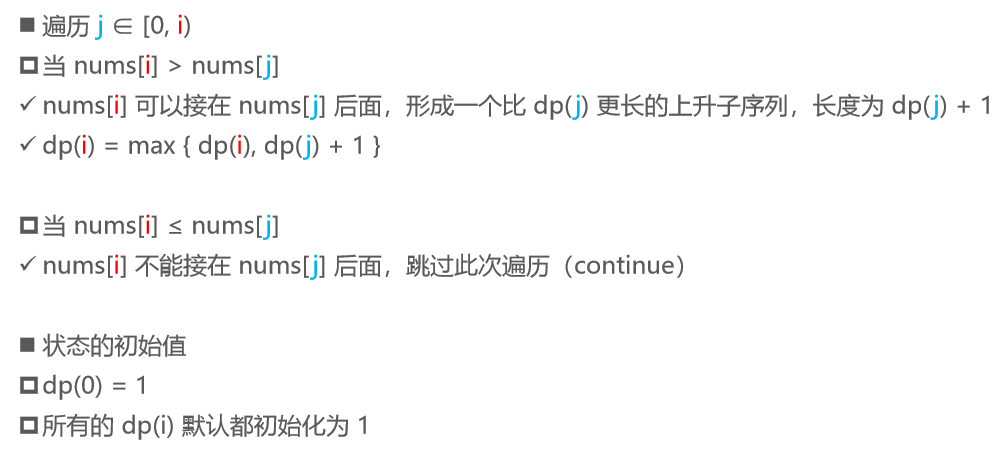 ■ 遍历 j ∈ [0, i)
◻ 当 nums[i] > nums[j]
✓ nums[i] 可以接在 nums[j] 后面，形成一个比 dp(j) 更长的上升子序列，长度为 dp(j) + 1
✓ dp(i) = max { dp(i), dp(j) + 1 }
◻ 当 nums[i] ≤ nums[j]
✓ nums[i] 不能接在 nums[j] 后面，跳过此次遍历（continue）
■ 状态的初始值
◻ dp(0) = 1
◻ 所有的 dp(i) 默认都初始化为 1